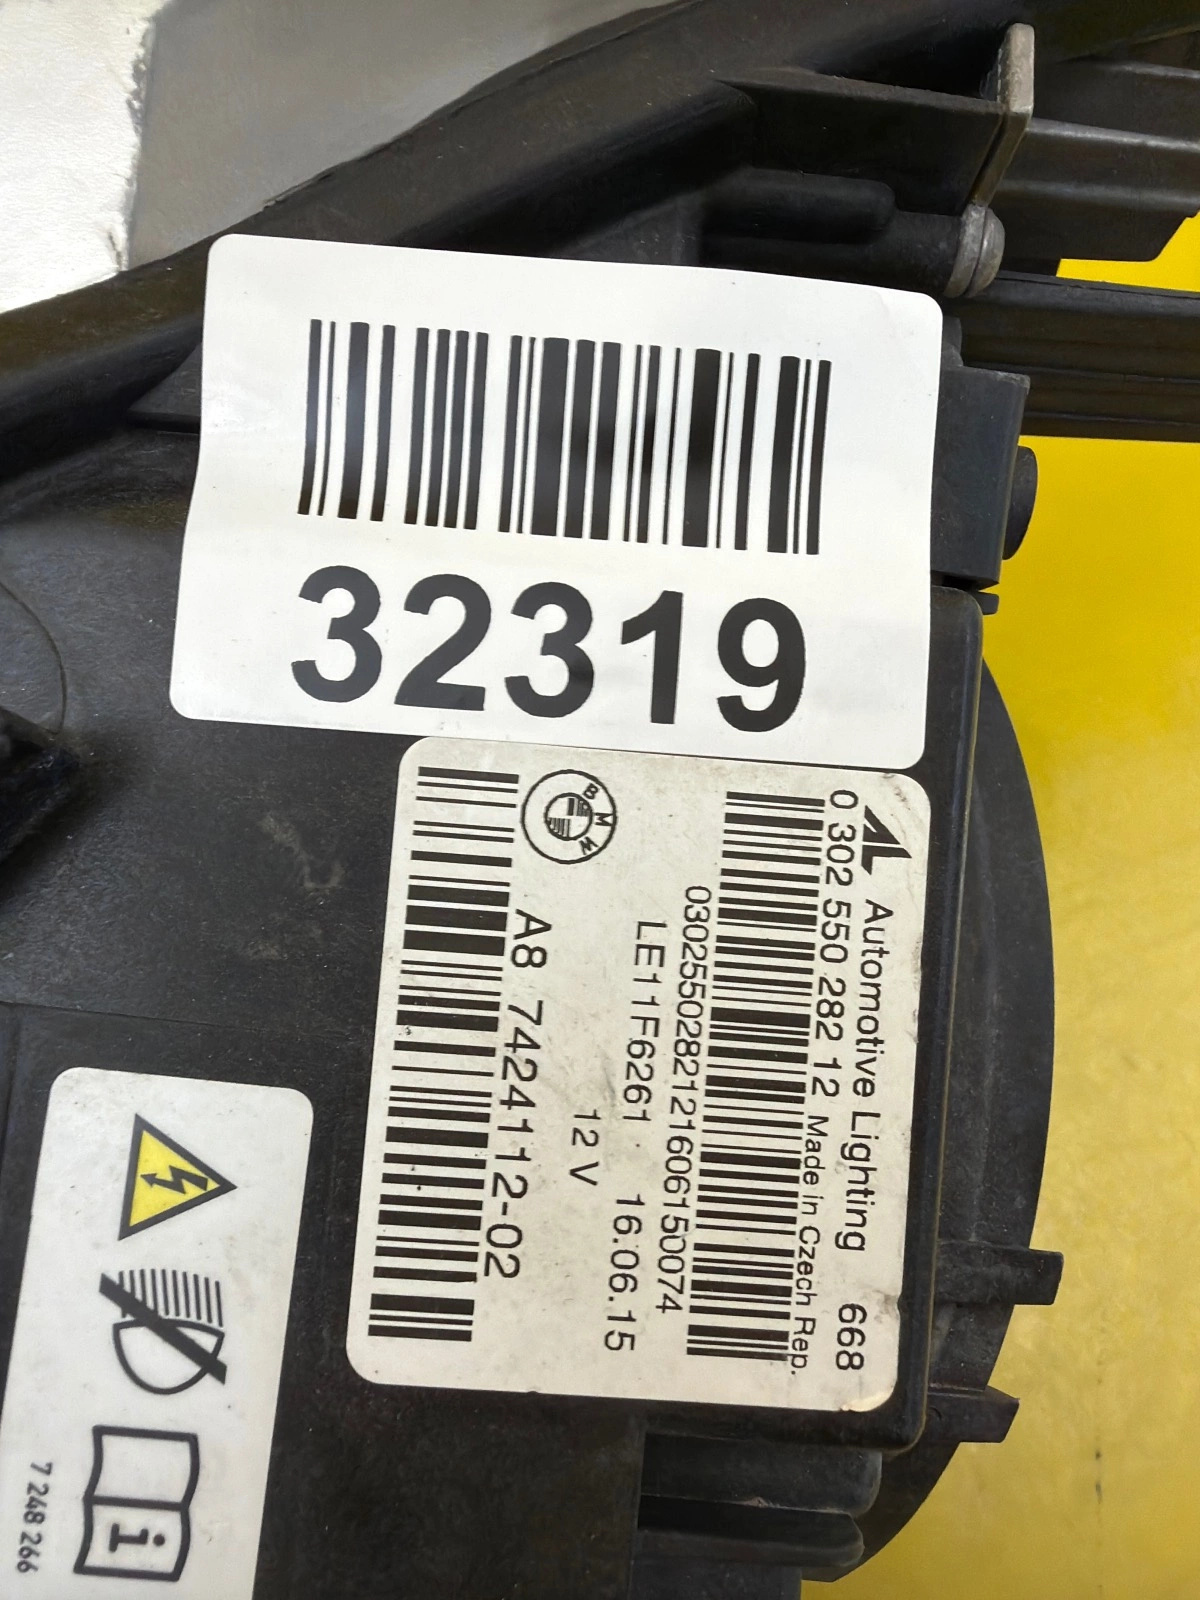 32319
Automotive Lighting 668
0 302 550 282 12 Made in Czech Rep.
0302550282121606150074
LE11F6261 16.06.15
12 V
BMW
A8 7424112-02
i
7 248 266